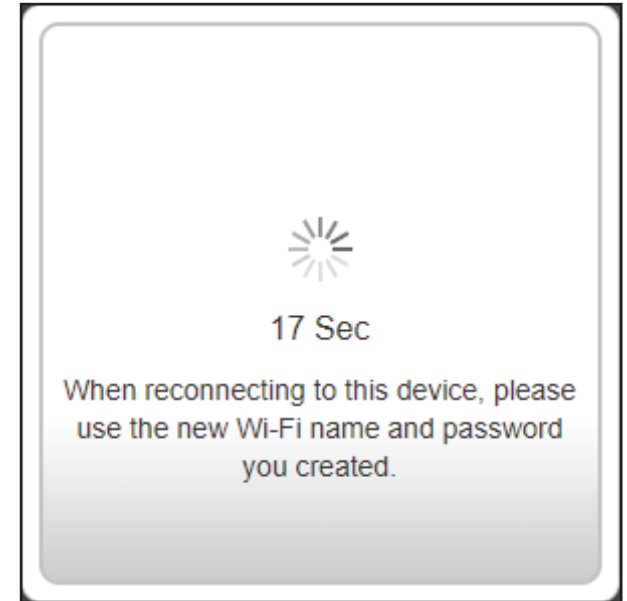 17 Sec
When reconnecting to this device, please
use the new Wi-Fi name and password
you created.